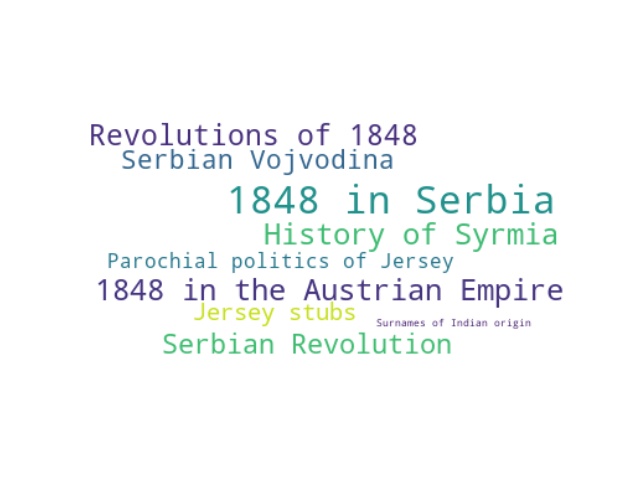 Revolutions of 1848
Serbian Vojvodina
1848 in Serbia
History of Syrmia
Parochial politics of Jersey
1848 in the Austrian Empire
Jersey stubs
Surnames of Indian origin
Serbian Revolution